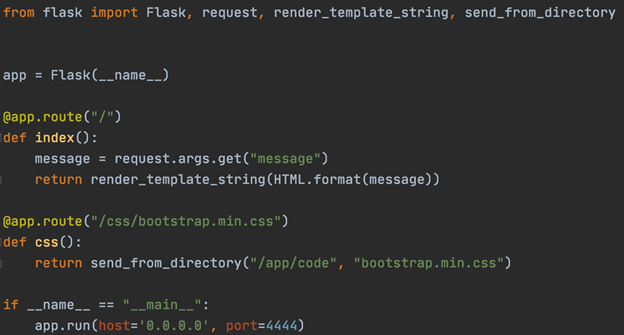 from flask import Flask, request, render_template_string, send_from_directory
app = Flask(__name__)
@app.route("/")
def index():
    message = request.args.get("message")
    return render_template_string(HTML.format(message))
@app.route("/css/bootstrap.min.css")
def css():
    return send_from_directory("/app/code", "bootstrap.min.css")
if __name__ == "__main__":
    app.run(host='0.0.0.0', port=4444)